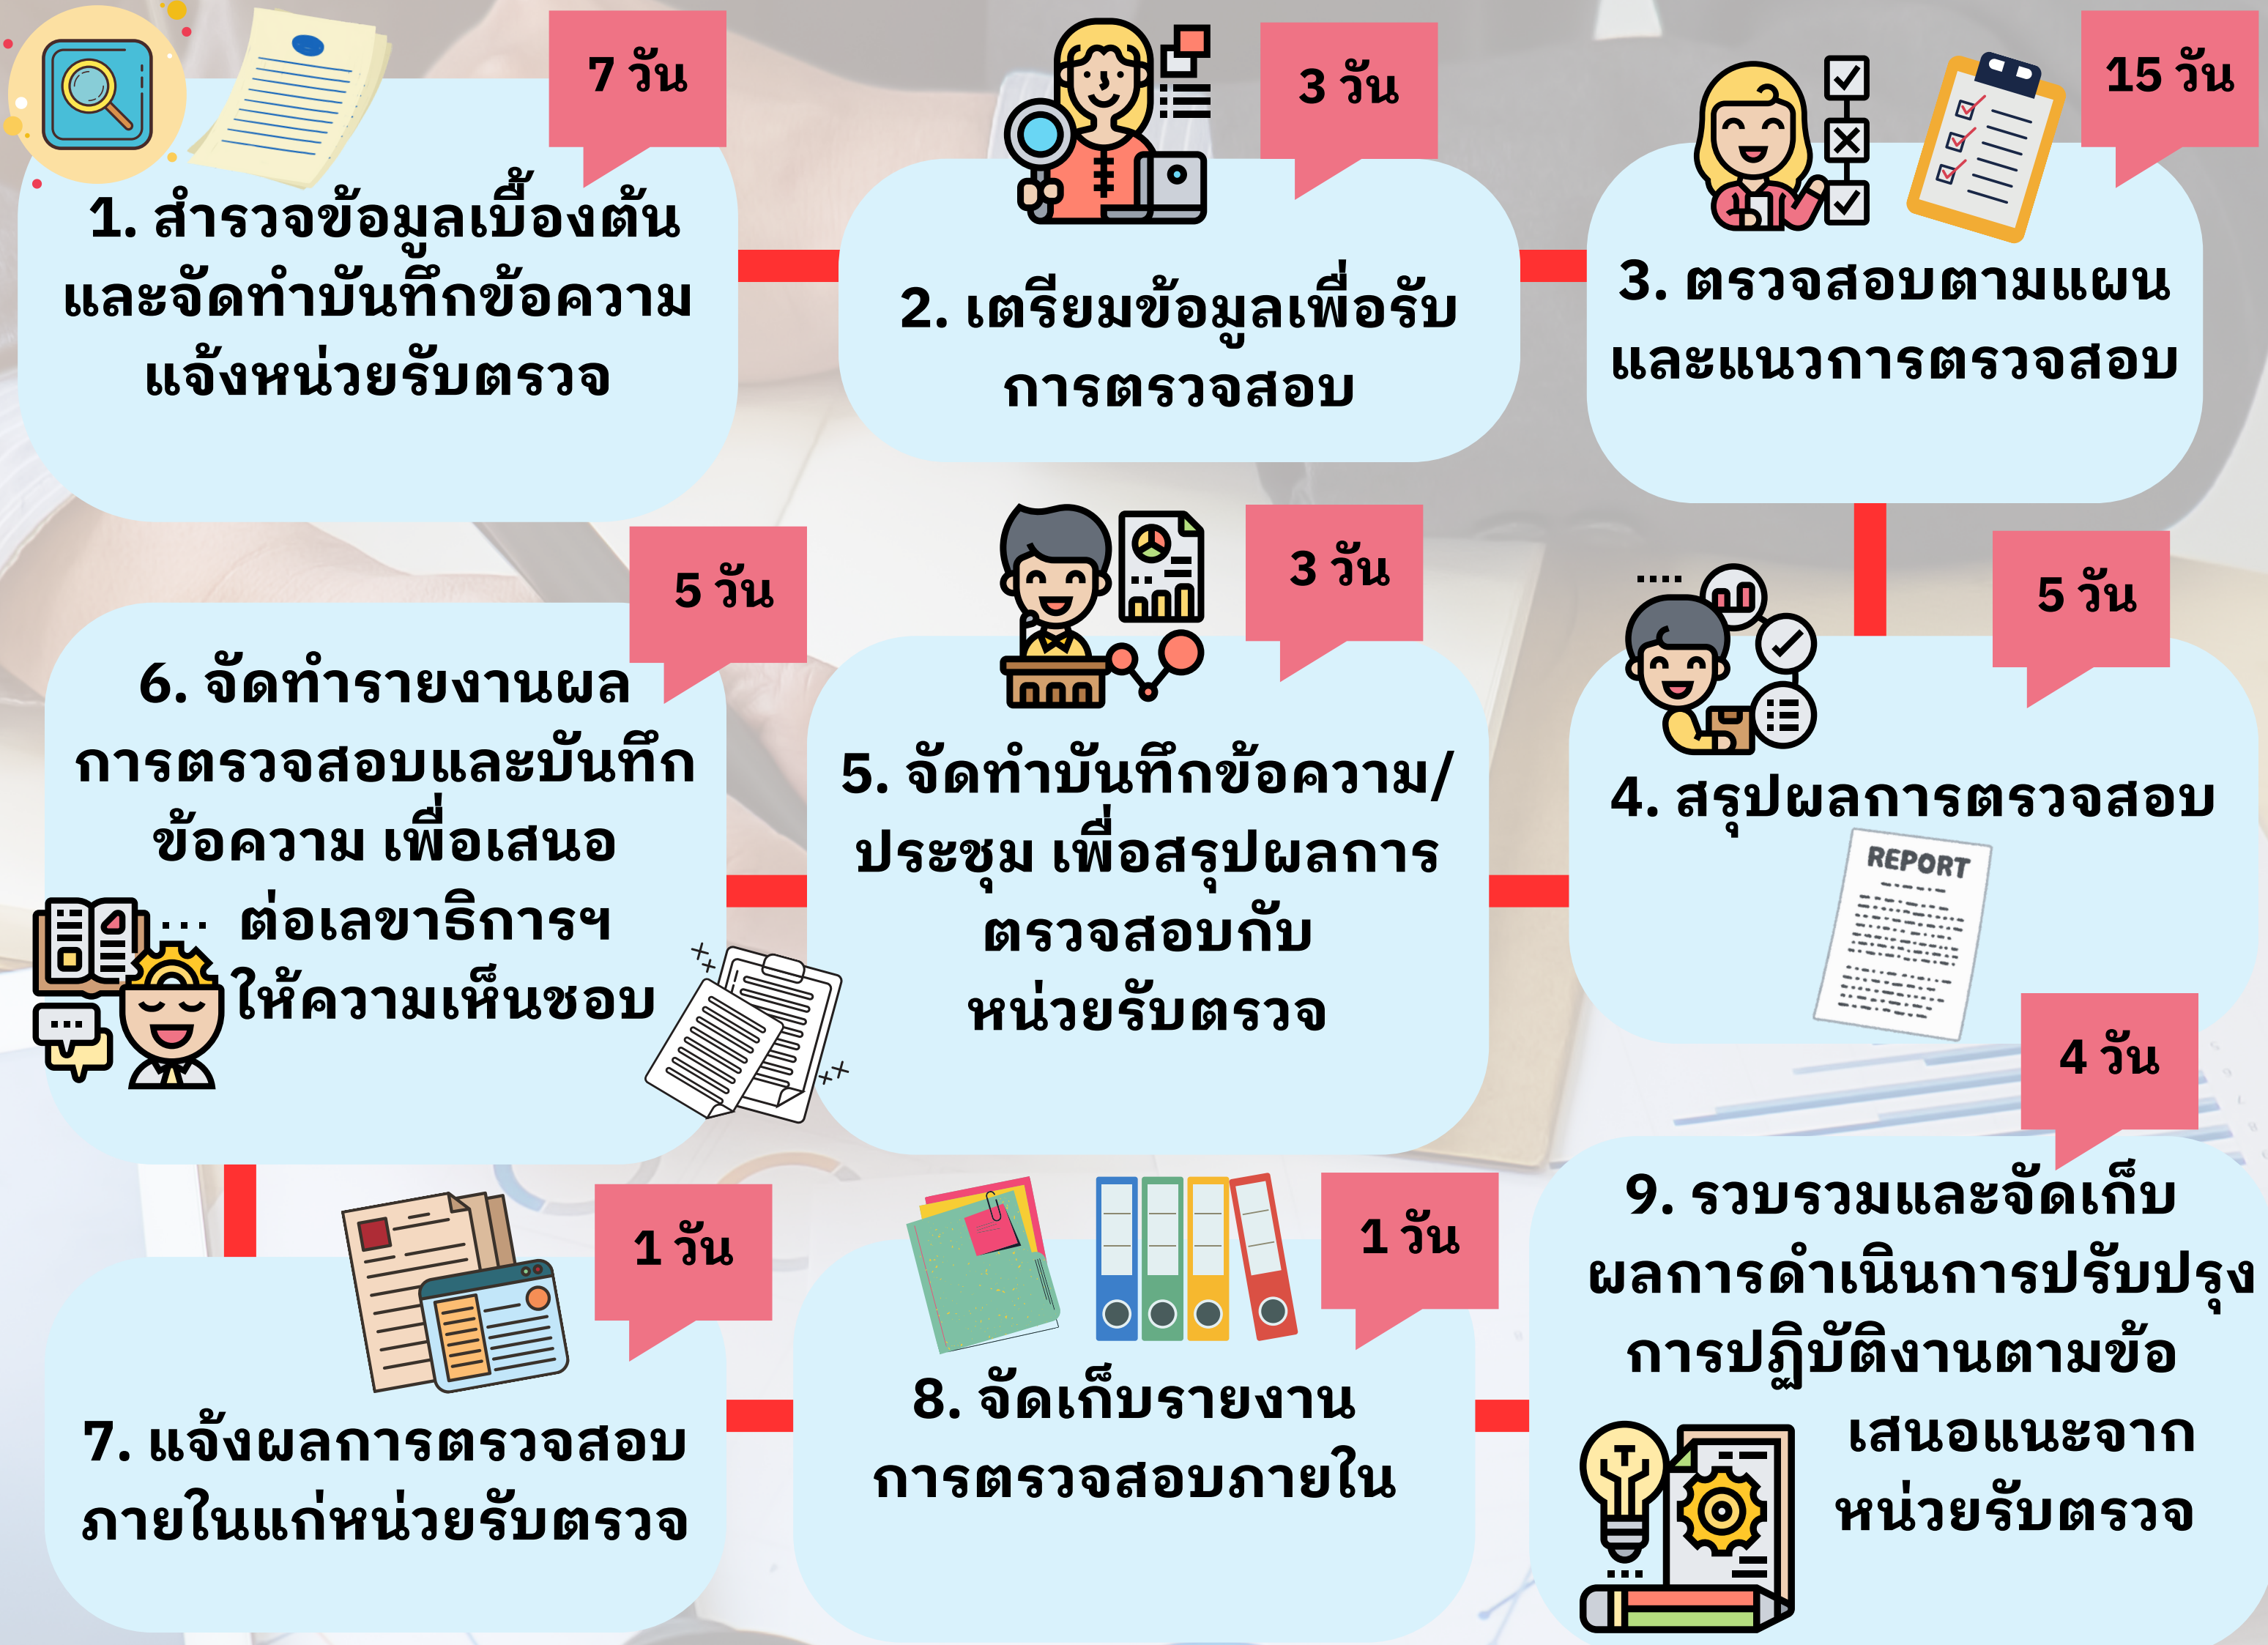 7 วัน
1. สำรวจข้อมูลเบื้องต้น
และจัดทำบันทึกข้อความ
แจ้งหน่วยรับตรวจ
3 วัน
2. เตรียมข้อมูลเพื่อรับ
การตรวจสอบ
15 วัน
3. ตรวจสอบตามแผน
และแนวการตรวจสอบ
5 วัน
4. สรุปผลการตรวจสอบ
REPORT
3 วัน
5. จัดทำบันทึกข้อความ/
ประชุม เพื่อสรุปผลการ
ตรวจสอบกับ
หน่วยรับตรวจ
5 วัน
6. จัดทำรายงานผล
การตรวจสอบและบันทึก
ข้อความ เพื่อเสนอ
ต่อเลขาธิการฯ
ให้ความเห็นชอบ
1 วัน
7. แจ้งผลการตรวจสอบ
ภายในแก่หน่วยรับตรวจ
1 วัน
8. จัดเก็บรายงาน
การตรวจสอบภายใน
4 วัน
9. รวบรวมและจัดเก็บ
ผลการดำเนินการปรับปรุง
การปฏิบัติงานตามข้อ
เสนอแนะจาก
หน่วยรับตรวจ